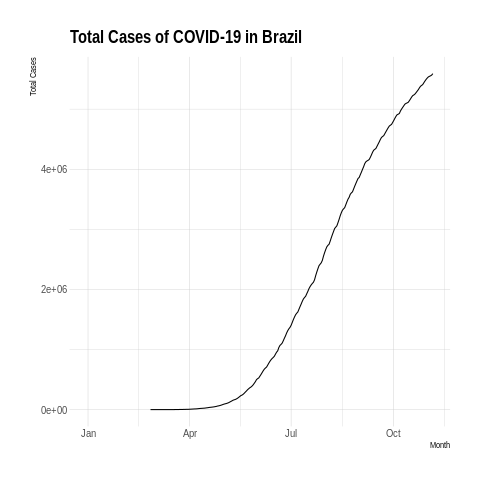 Total Cases of COVID-19 in Brazil
Total Cases
4e+06
2e+06
0e+00
Jan Apr Jul Oct
Month